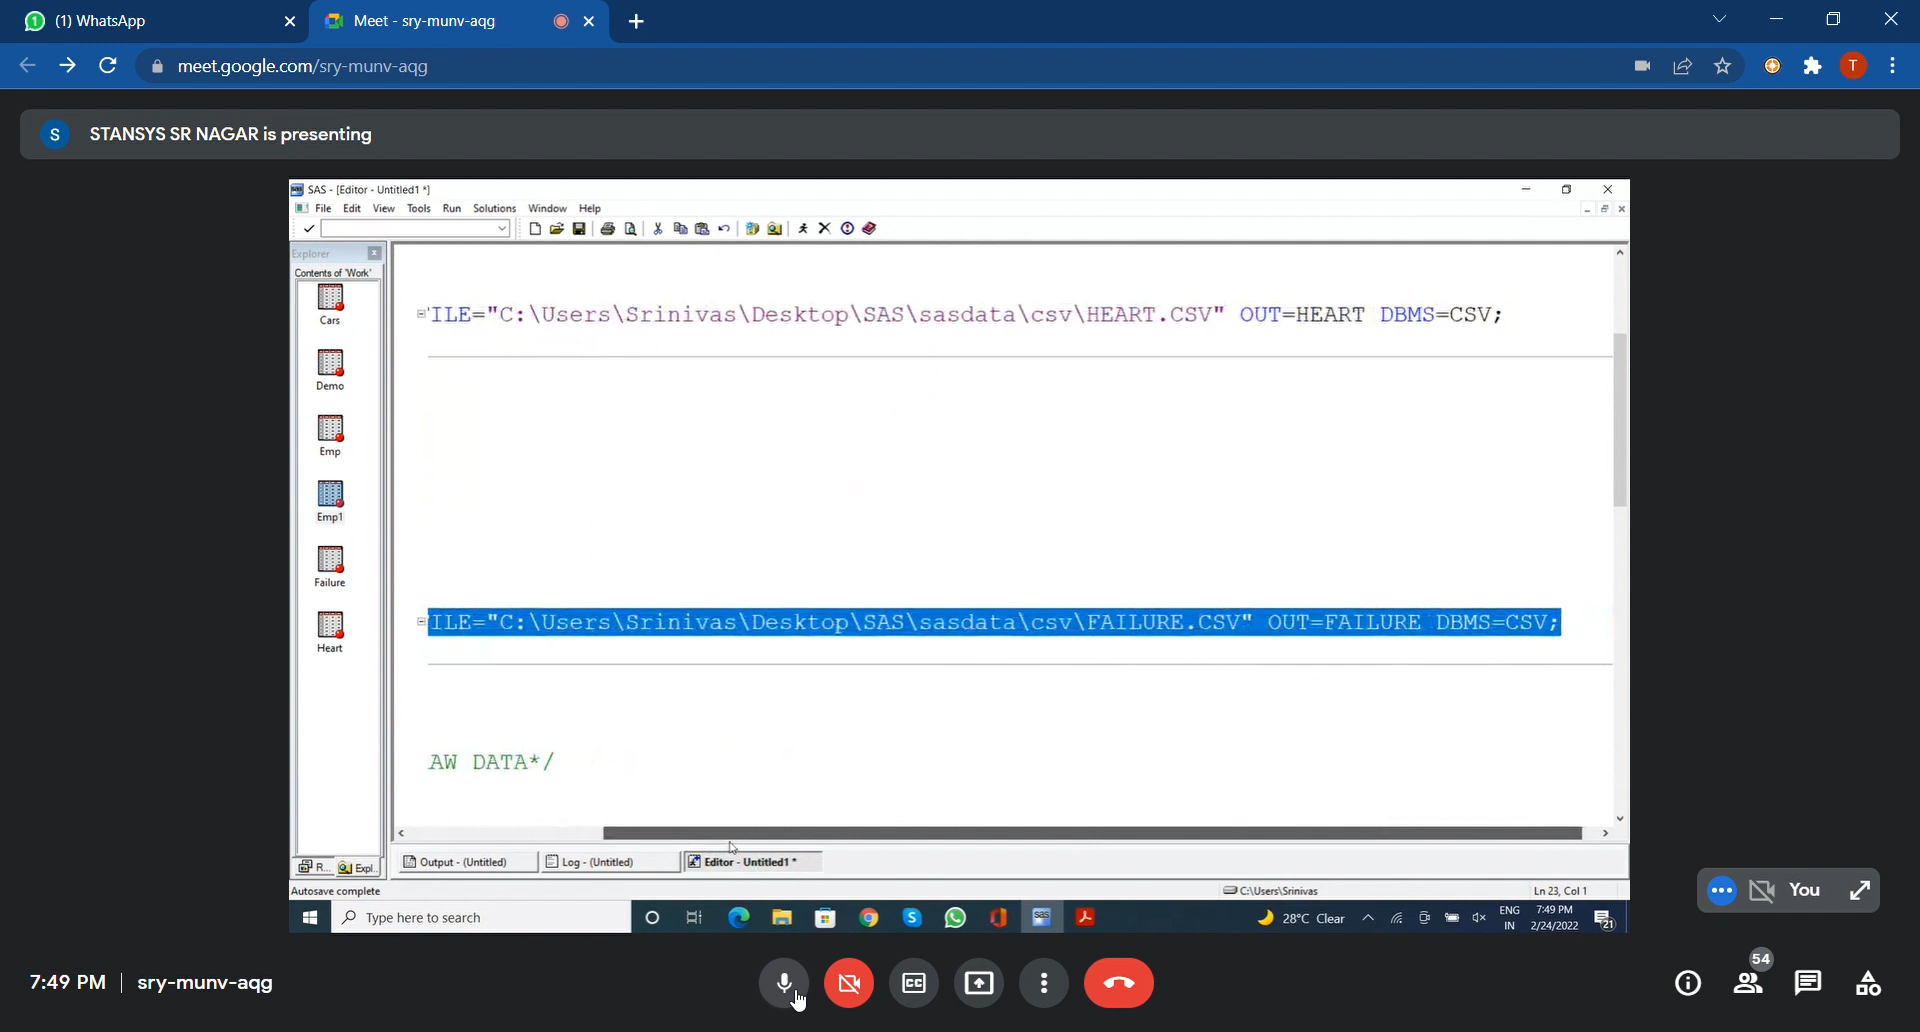 (1) WhatsApp
Meet - sry-munv-aqg
meet.google.com/sry-munv-aqg
T
S STANSYS SR NAGAR is presenting
SAS - [Editor - Untitled1 *]
File Edit View Tools Run Solutions Window Help
Explorer
Contents of 'Work'
Cars
Demo
Emp
Emp1
Failure
Heart
ILE="C:\Users\Srinivas\Desktop\SAS\sasdata\csv\HEART.CSV" OUT=HEART DBMS=CSV;
ILE="C:\Users\Srinivas\Desktop\SAS\sasdata\csv\FAILURE.CSV" OUT=FAILURE DBMS=CSV;
AW DATA*/
R... Expl...
Output - (Untitled) Log - (Untitled) Editor - Untitled1 *
Autosave complete
C:\Users\Srinivas
Ln 23, Col 1
Type here to search
sas
28°C Clear
ENG
IN
7:49 PM
2/24/2022
21
You
7:49 PM | sry-munv-aqg
CC
54